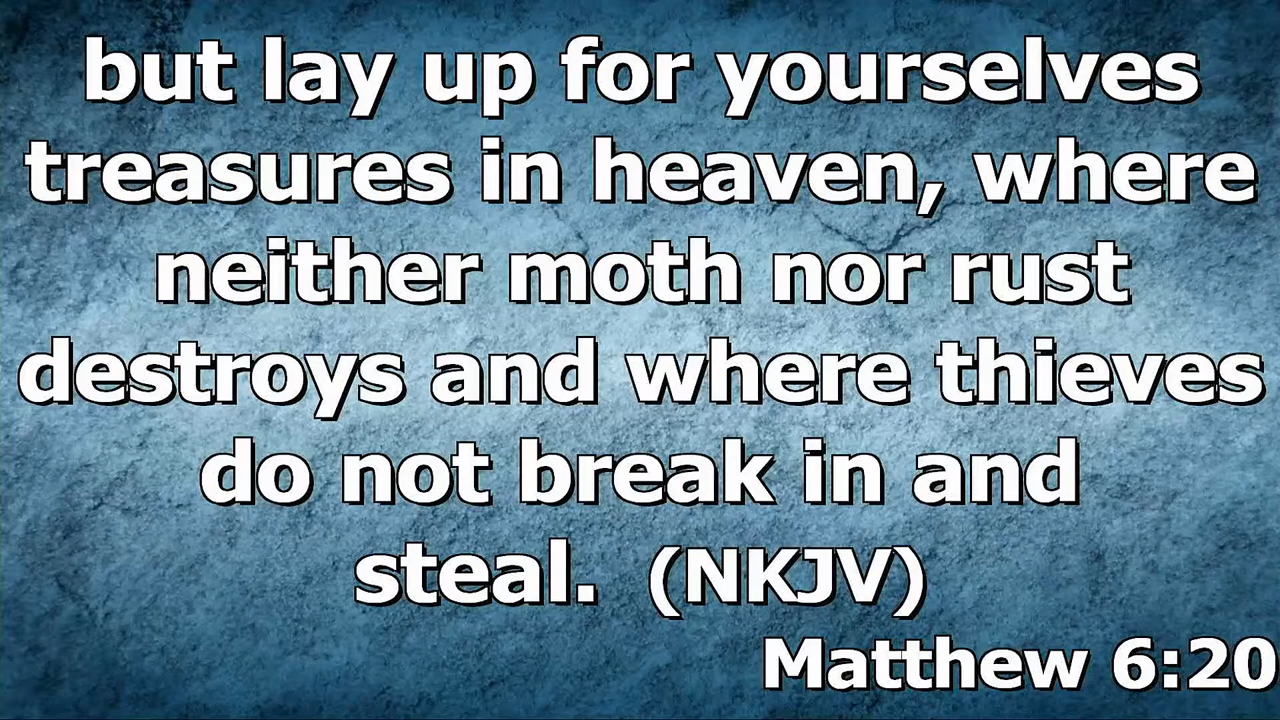 but lay up for yourselves
treasures in heaven, where
neither moth nor rust
destroys and where thieves
do not break in and
steal. (NKJV)
Matthew 6:20